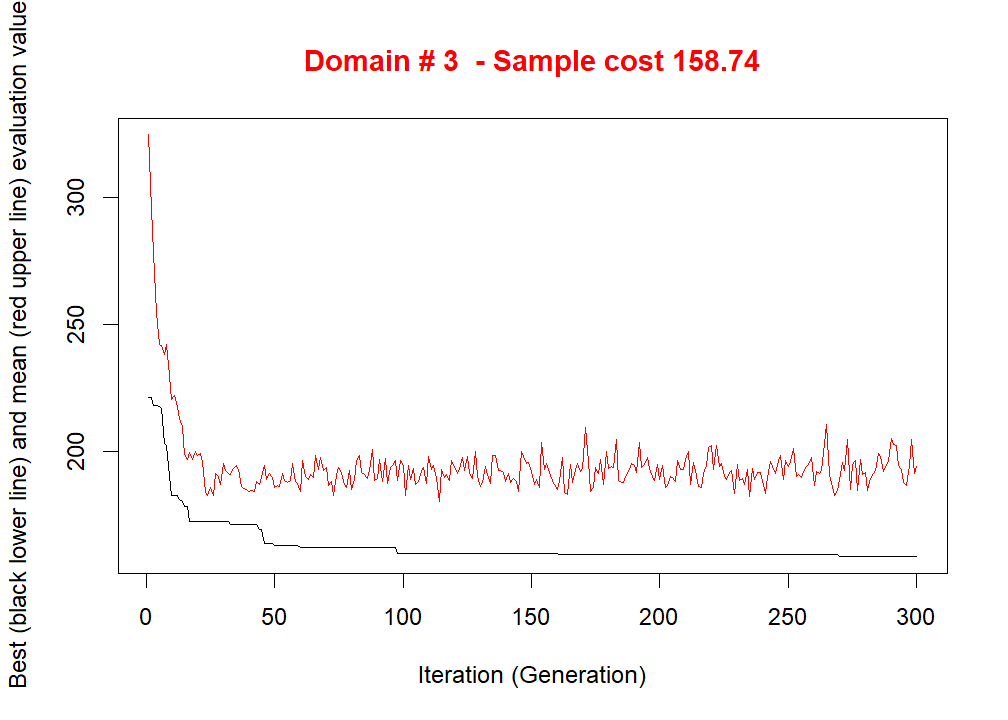 Domain # 3  - Sample cost 158.74
Best (black lower line) and mean (red upper line) evaluation value
300
250
200
0 50 100 150 200 250 300
Iteration (Generation)